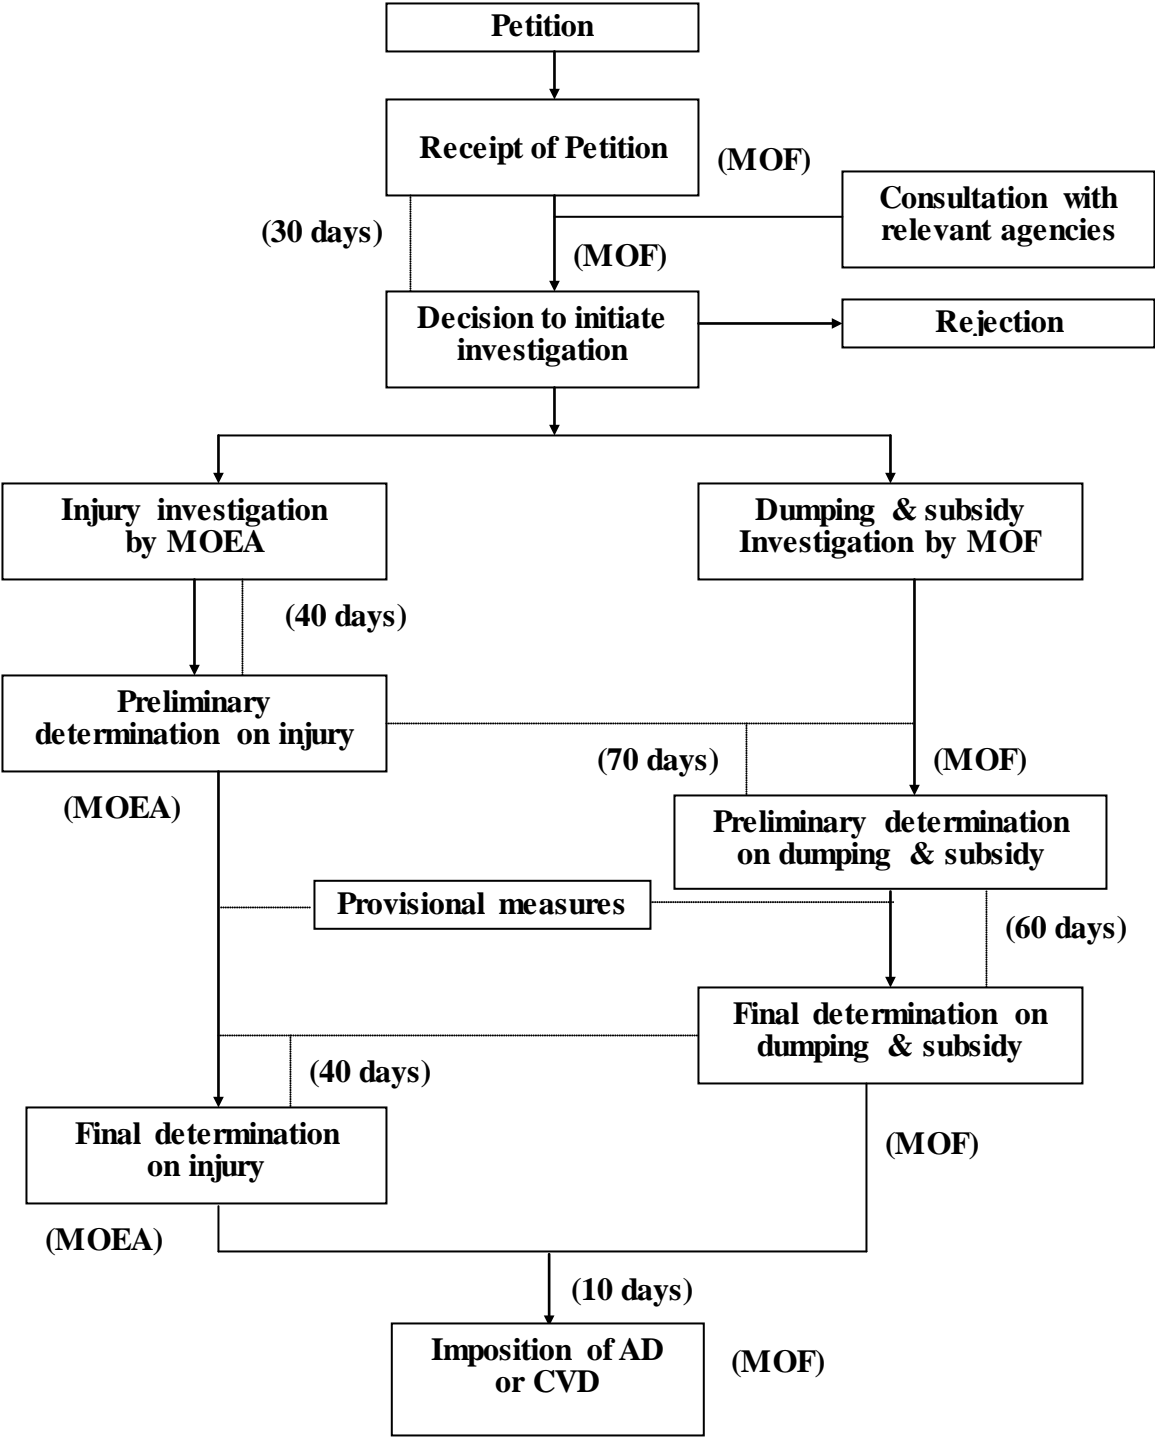 Petition
Receipt of Petition
(MOF)
Consultation with
relevant agencies
(30 days)
(MOF)
Decision to initiate
investigation
Rejection
Injury investigation
by MOEA
Dumping & subsidy
Investigation by MOF
(40 days)
Preliminary
determination on injury
(70 days)
(MOF)
(MOEA)
Preliminary determination
on dumping & subsidy
Provisional measures
(60 days)
Final determination on
dumping & subsidy
(40 days)
Final determination
on injury
(MOF)
(MOEA)
(10 days)
Imposition of AD
or CVD
(MOF)